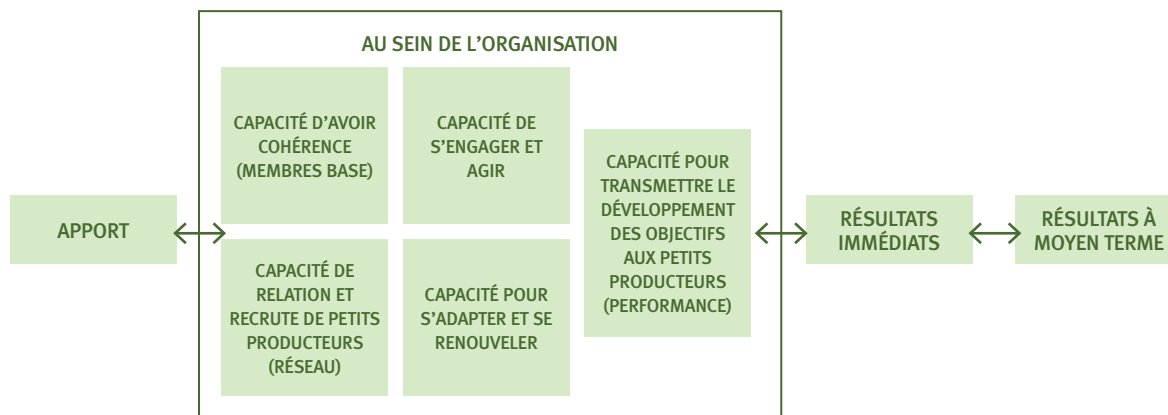 AU SEIN DE L'ORGANISATION
APPORT
CAPACITÉ D'AVOIR
COHÉRENCE
(MEMBRES BASE)
CAPACITÉ DE
S'ENGAGER ET
AGIR
CAPACITÉ DE
RELATION ET
RECRUTE DE PETITS
PRODUCTEURS
(RÉSEAU)
CAPACITÉ POUR
S'ADAPTER ET SE
RENOUVELER
CAPACITÉ POUR
TRANSMETTRE LE
DÉVELOPPEMENT
DES OBJECTIFS
AUX PETITS
PRODUCTEURS
(PERFORMANCE)
RÉSULTATS
IMMÉDIATS
RÉSULTATS À
MOYEN TERME